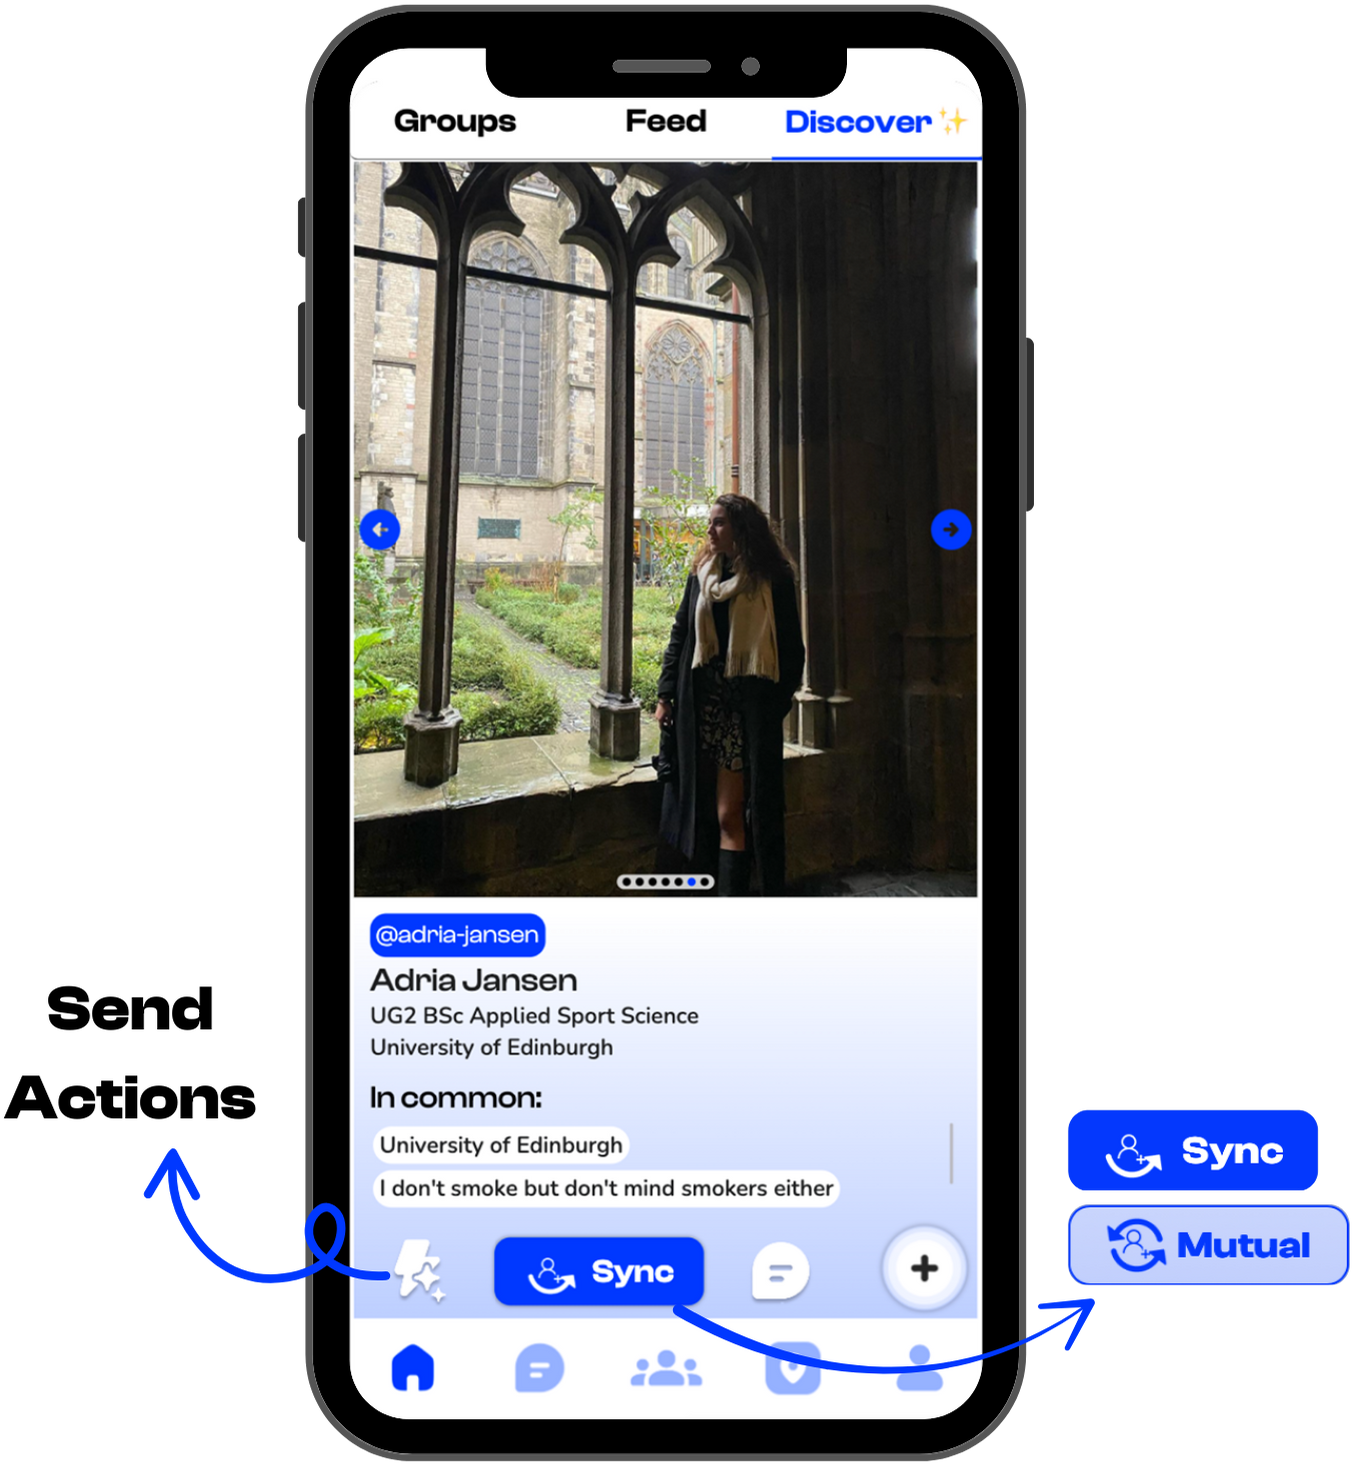 Groups
Feed
Discover
@adria-jansen
Adria Jansen
UG2 BSc Applied Sport Science
University of Edinburgh
In common:
University of Edinburgh
I don't smoke but don't mind smokers either
Sync
Send
Actions
Sync
Mutual